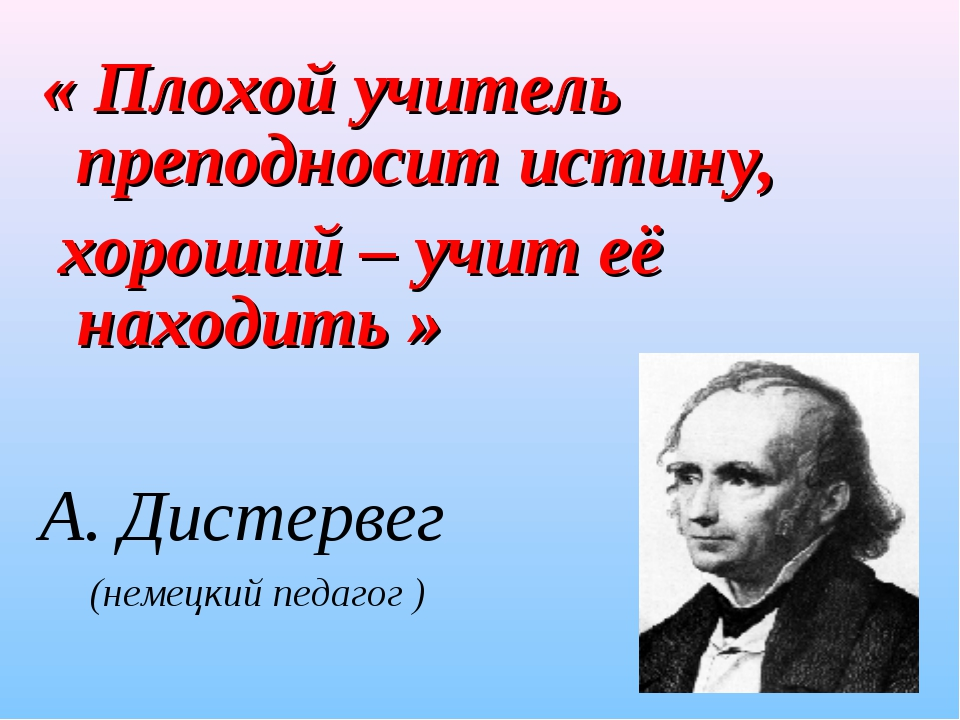 « Плохой учитель
преподносит истину,
хороший – учит её
находить »
А. Дистервег
(немецкий педагог )